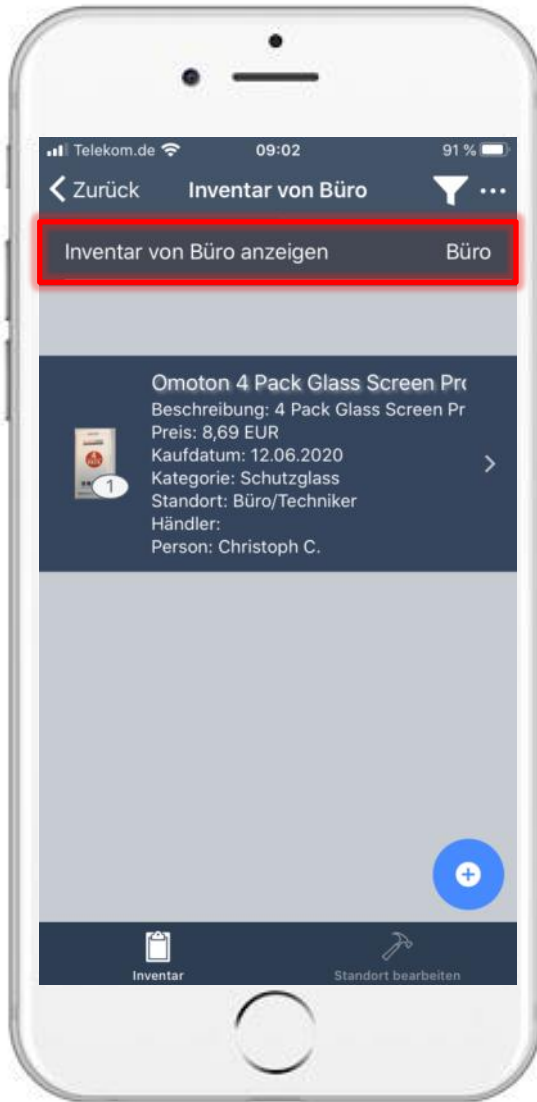 Telekom.de 09:02 91 %
Zurück Inventar von Büro ...
Inventar von Büro anzeigen Büro
Omoton 4 Pack Glass Screen Pro
Beschreibung: 4 Pack Glass Screen Pr
Preis: 8,69 EUR
Kaufdatum: 12.06.2020
Kategorie: Schutzglass
1
Standort: Büro/Techniker
Händler:
Person: Christoph C.
Inventar Standort bearbeiten